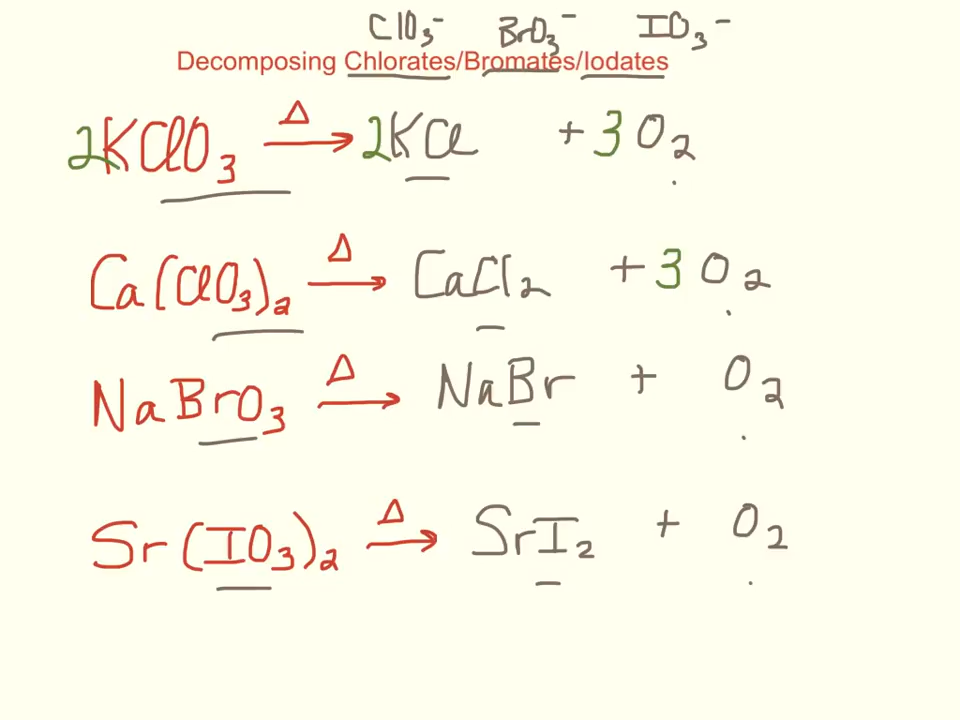 ClO₃⁻ BrO₃⁻ IO₃⁻
Decomposing Chlorates/Bromates/Iodates
2KClO₃ Δ→ 2KCl + 3O₂
Ca(ClO₃)₂ Δ→ CaCl₂ + 3O₂
NaBrO₃ Δ→ NaBr + O₂
Sr(IO₃)₂ Δ→ SrI₂ + O₂